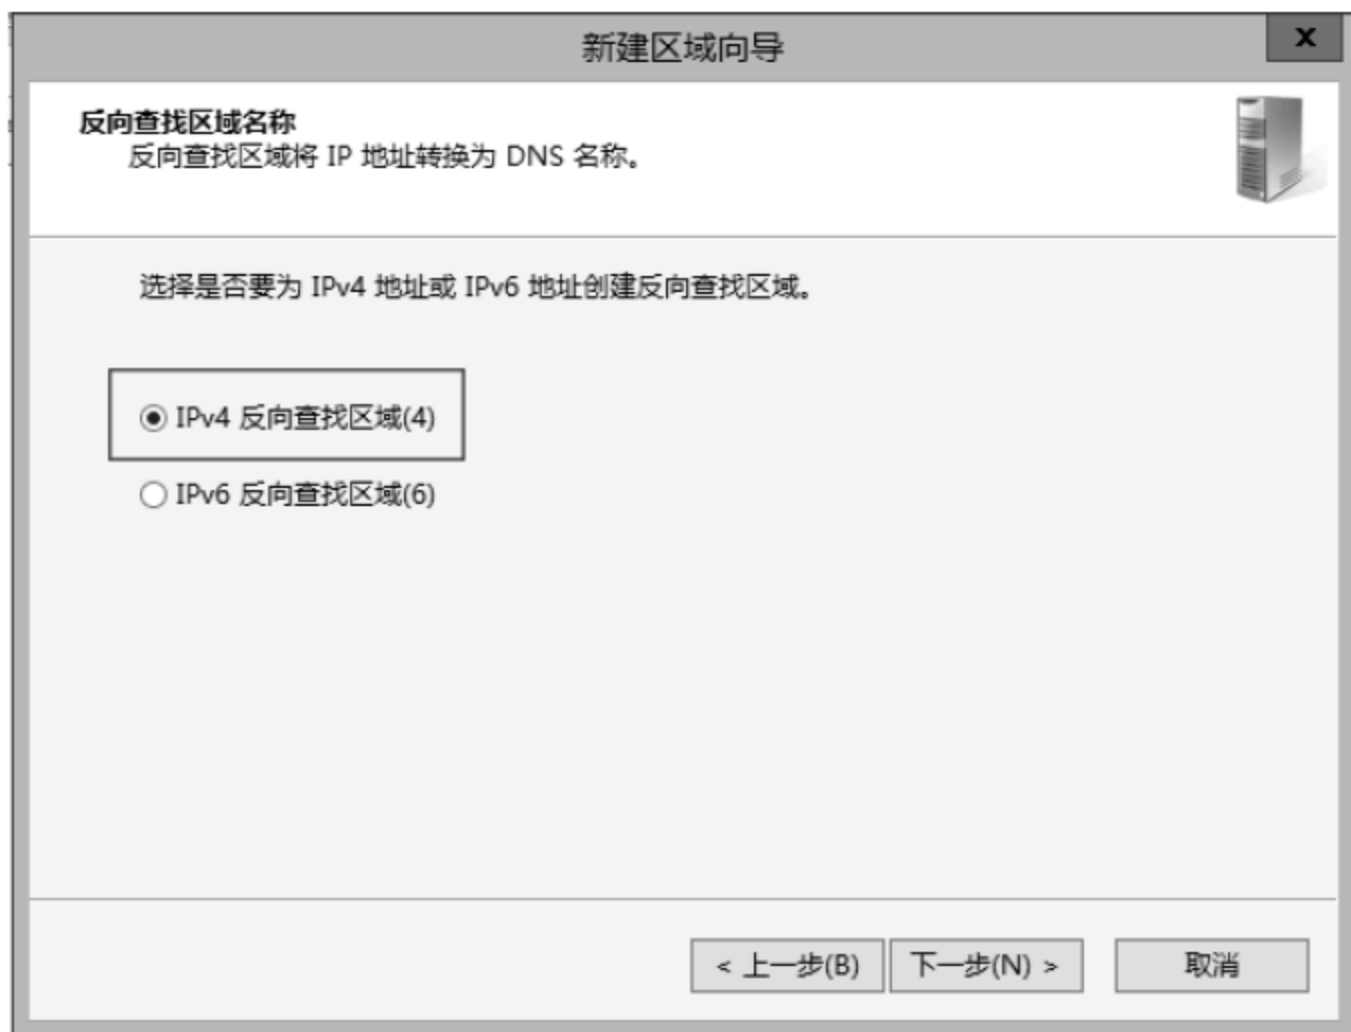 新建区域向导
x
反向查找区域名称
反向查找区域将 IP 地址转换为 DNS 名称。
选择是否要为 IPv4 地址或 IPv6 地址创建反向查找区域。
IPv4 反向查找区域(4)
IPv6 反向查找区域(6)
< 上一步(B) 下一步(N) > 取消